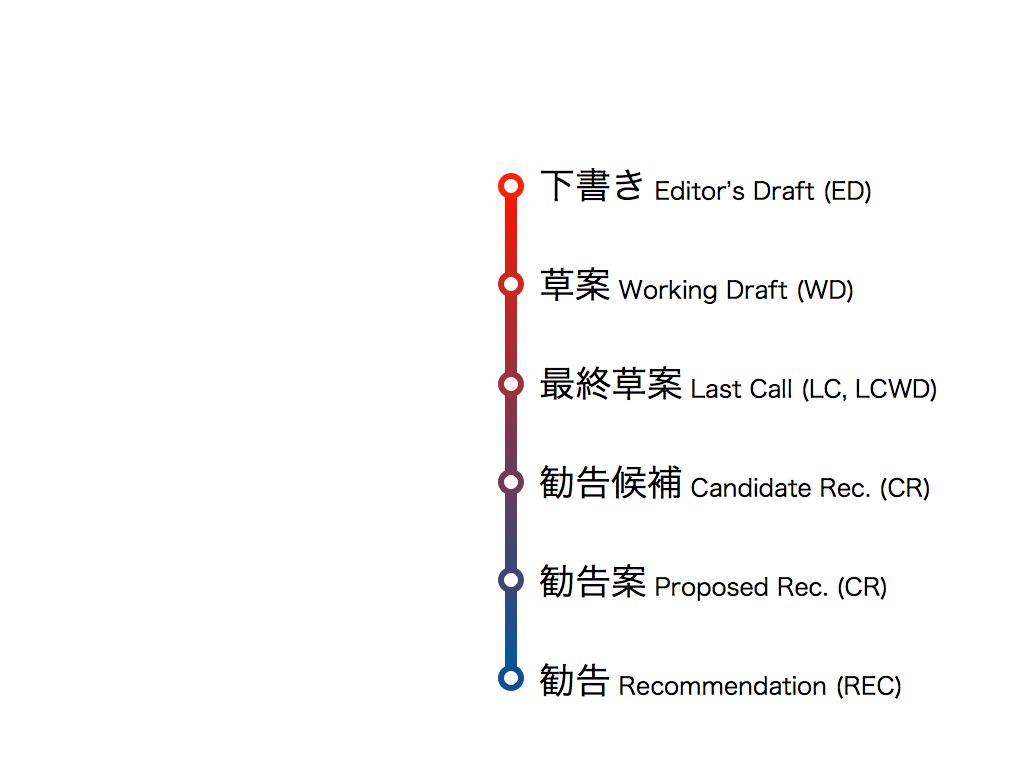 下書き Editor’s Draft (ED)
草案 Working Draft (WD)
最終草案 Last Call (LC, LCWD)
勧告候補 Candidate Rec. (CR)
勧告案 Proposed Rec. (CR)
勧告 Recommendation (REC)